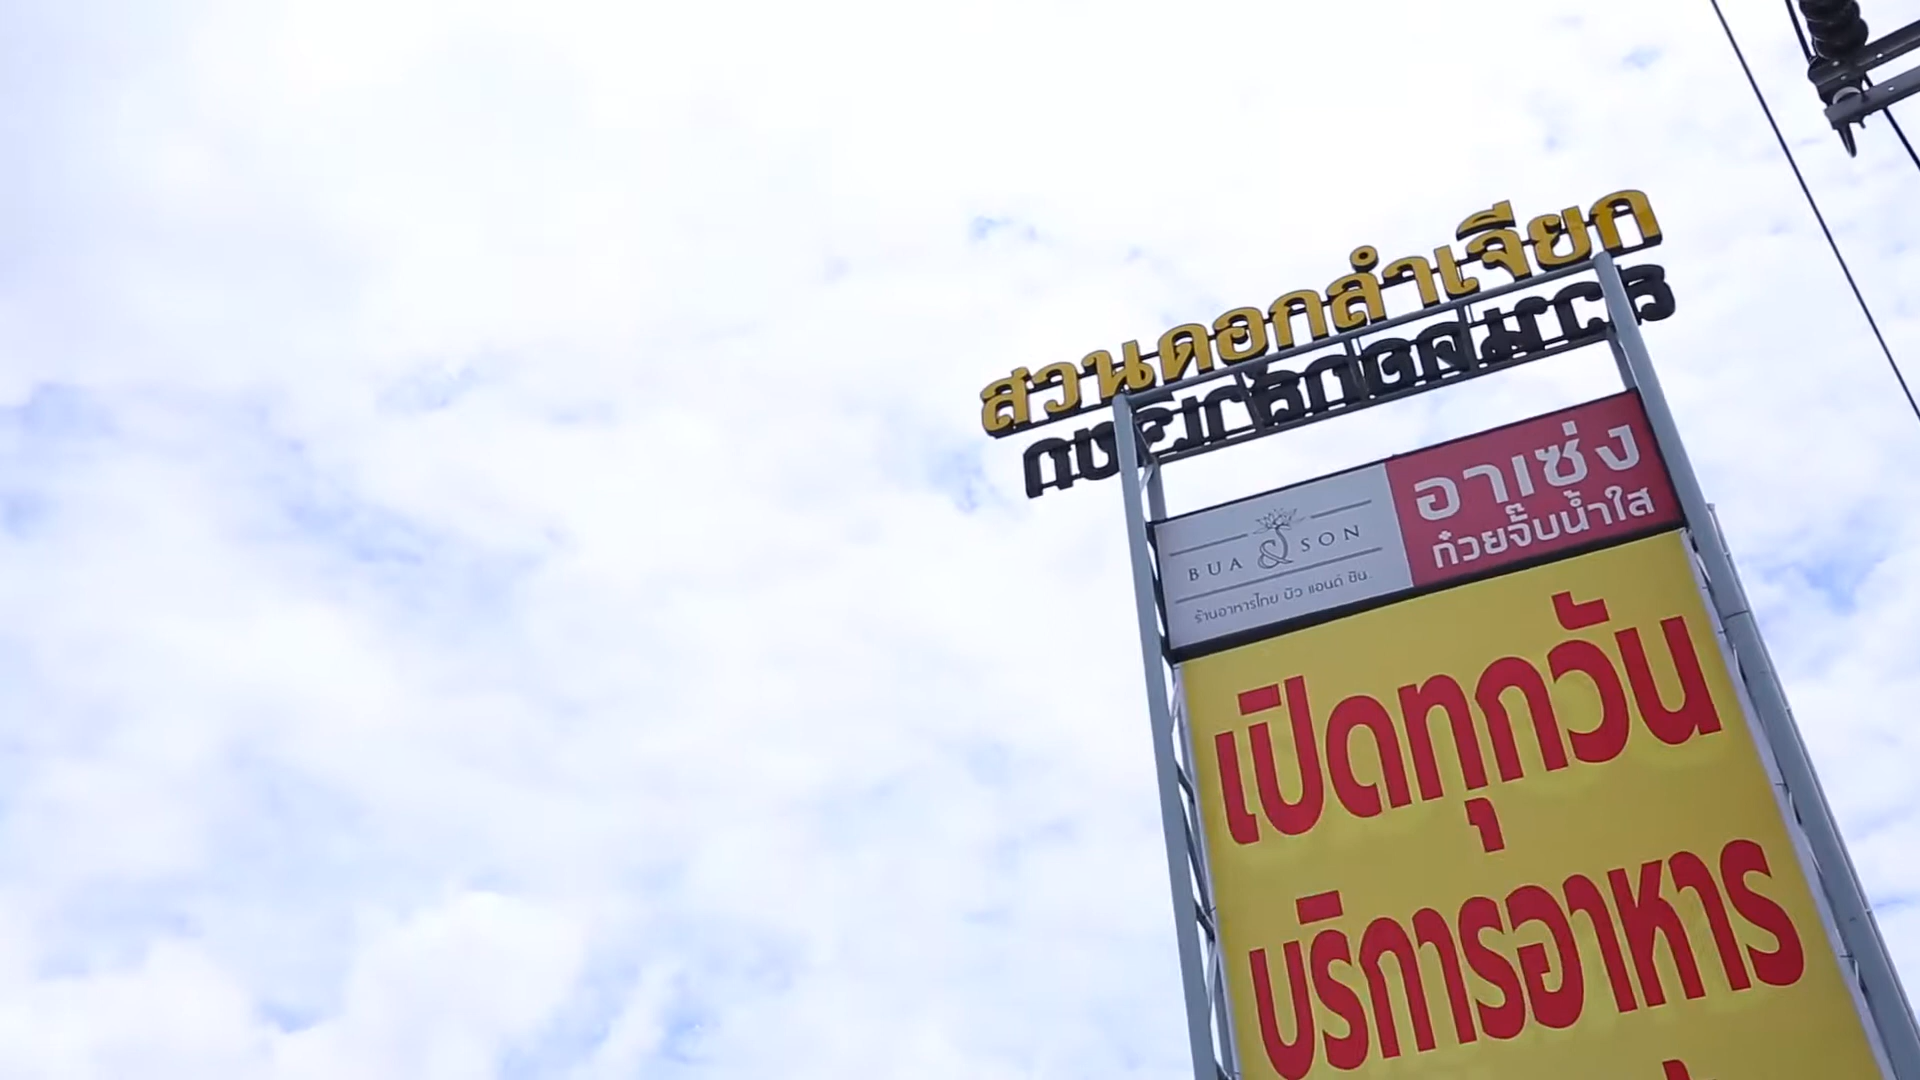 สวนดอกลำเจียก
BUA & SON
ร้านอาหารไทย บัว แอนด์ ซัน
อาเซ่ง
ก๋วยจั๊บน้ำใส
เปิดทุกวัน
บริการอาหาร